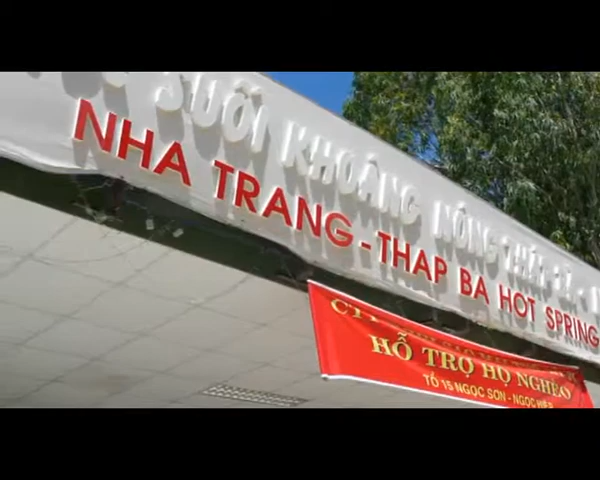 SUỐI KHOÁNG NÓNG THÁP BÀ -
NHA TRANG - THAP BA HOT SPRING
HỖ TRỢ HỘ NGHÈO
TỔ 15 NGỌC SƠN - NGỌC HIỆP